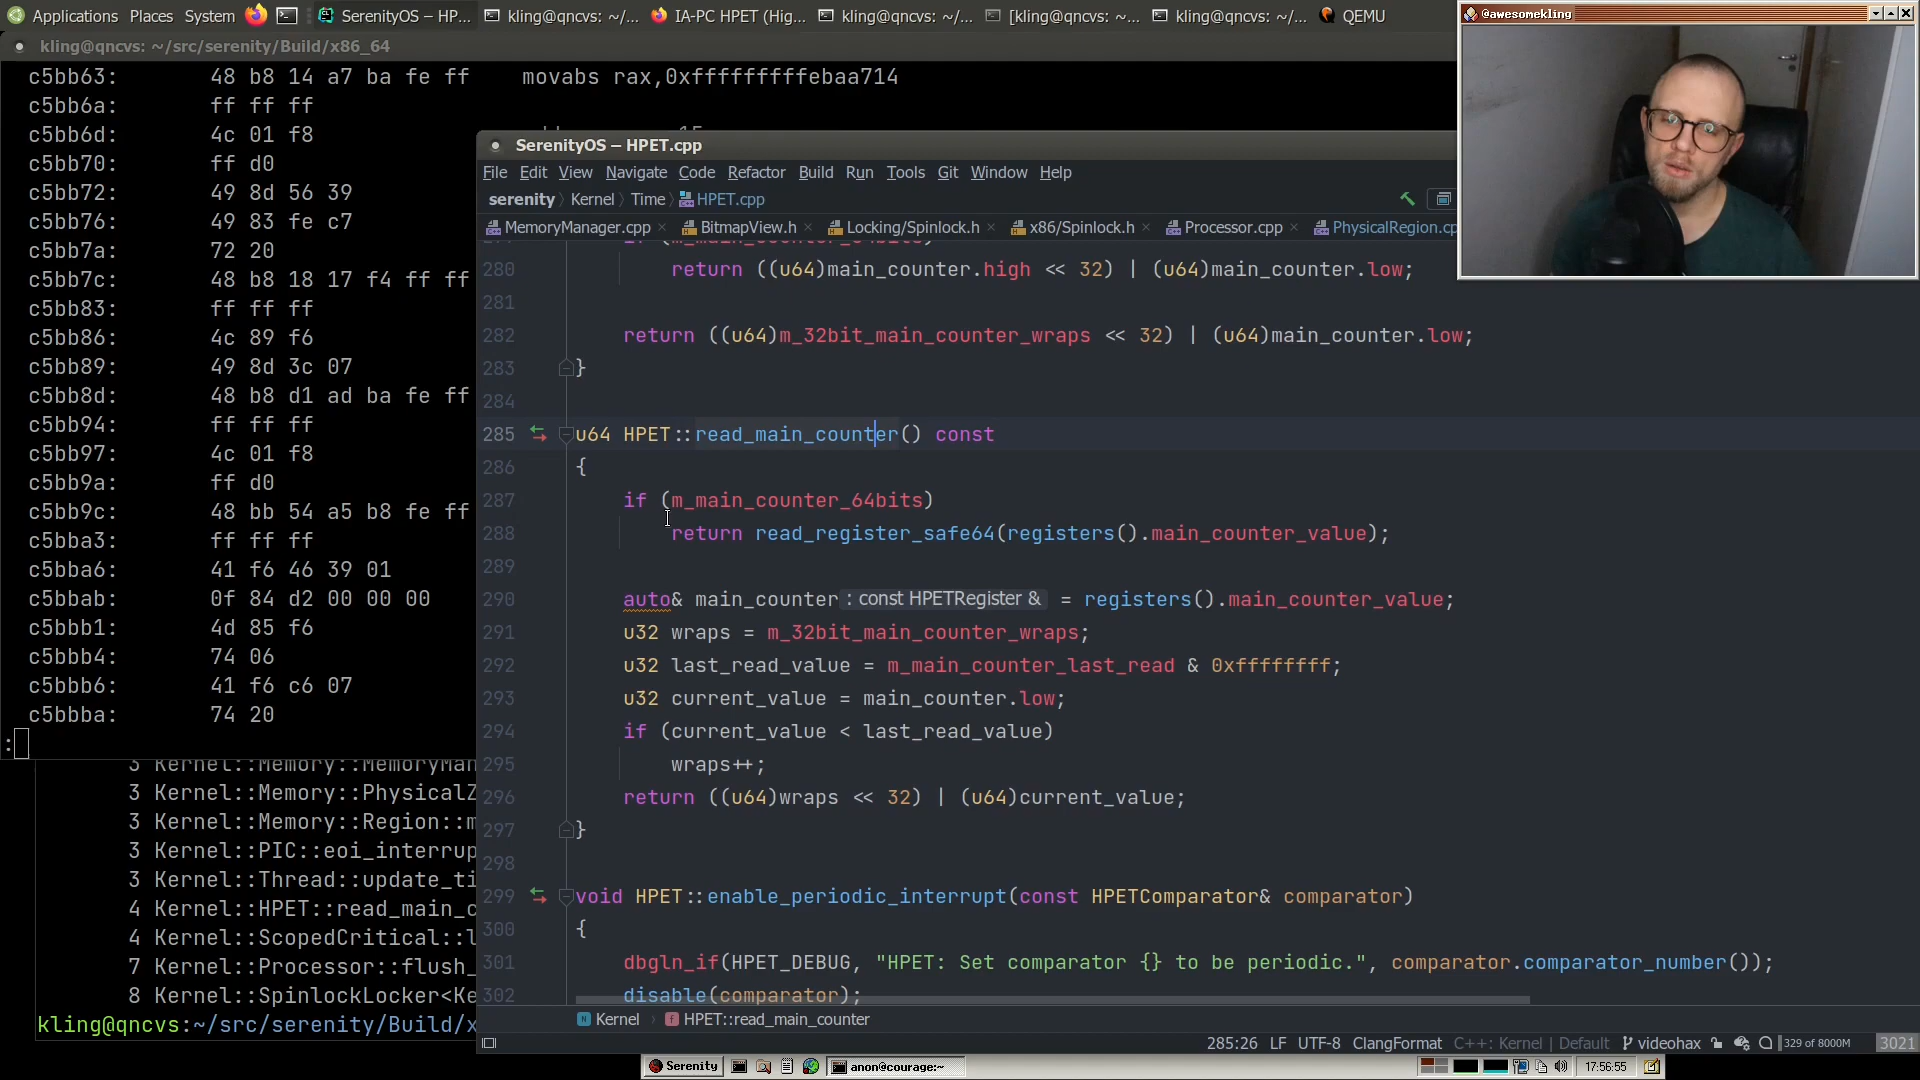 Applications Places System SerenityOS – HP... kling@qncvs: ~/... IA-PC HPET (Hig... kling@qncvs: ~/... [kling@qncvs: ~... kling@qncvs: ~/... QEMU
kling@qncvs: ~/src/serenity/Build/x86_64
@awesomekling
c5bb63: 48 b8 14 a7 ba fe ff movabs rax,0xfffffffffebaa714
c5bb6a: ff ff ff
c5bb6d: 4c 01 f8
c5bb70: ff d0
c5bb72: 49 8d 56 39
c5bb76: 49 83 fe c7
c5bb7a: 72 20
c5bb7c: 48 b8 18 17 f4 ff ff
c5bb83: ff ff ff
c5bb86: 4c 89 f6
c5bb89: 49 8d 3c 07
c5bb8d: 48 b8 d1 ad ba fe ff
c5bb94: ff ff ff
c5bb97: 4c 01 f8
c5bb9a: ff d0
c5bb9c: 48 bb 54 a5 b8 fe ff
c5bba3: ff ff ff
c5bba6: 41 f6 46 39 01
c5bbab: 0f 84 d2 00 00 00
c5bbb1: 4d 85 f6
c5bbb4: 74 06
c5bbb6: 41 f6 c6 07
c5bbba: 74 20
:
3 Kernel::Memory::MemoryMan
3 Kernel::Memory::PhysicalZ
3 Kernel::Memory::Region::m
3 Kernel::PIC::eoi_interrup
3 Kernel::Thread::update_ti
4 Kernel::HPET::read_main_c
4 Kernel::ScopedCritical::l
7 Kernel::Processor::flush_
8 Kernel::SpinlockLocker<Ke
kling@qncvs:~/src/serenity/Build/x
SerenityOS – HPET.cpp
File Edit View Navigate Code Refactor Build Run Tools Git Window Help
serenity Kernel Time HPET.cpp
MemoryManager.cpp BitmapView.h Locking/Spinlock.h x86/Spinlock.h Processor.cpp PhysicalRegion.cp
280 return ((u64)main_counter.high << 32) | (u64)main_counter.low;
281
282 return ((u64)m_32bit_main_counter_wraps << 32) | (u64)main_counter.low;
283 }
284
285 u64 HPET::read_main_counter() const
286 {
287 if (m_main_counter_64bits)
288 return read_register_safe64(registers().main_counter_value);
289
290 auto& main_counter : const HPETRegister & = registers().main_counter_value;
291 u32 wraps = m_32bit_main_counter_wraps;
292 u32 last_read_value = m_main_counter_last_read & 0xffffffff;
293 u32 current_value = main_counter.low;
294 if (current_value < last_read_value)
295 wraps++;
296 return ((u64)wraps << 32) | (u64)current_value;
297 }
298
299 void HPET::enable_periodic_interrupt(const HPETComparator& comparator)
300 {
301 dbgln_if(HPET_DEBUG, "HPET: Set comparator {} to be periodic.", comparator.comparator_number());
302 disable(comparator);
Kernel HPET::read_main_counter
285:26 LF UTF-8 ClangFormat C++: Kernel | Default videohax 329 of 8000M 3021
Serenity anon@courage:~ 17:56:55